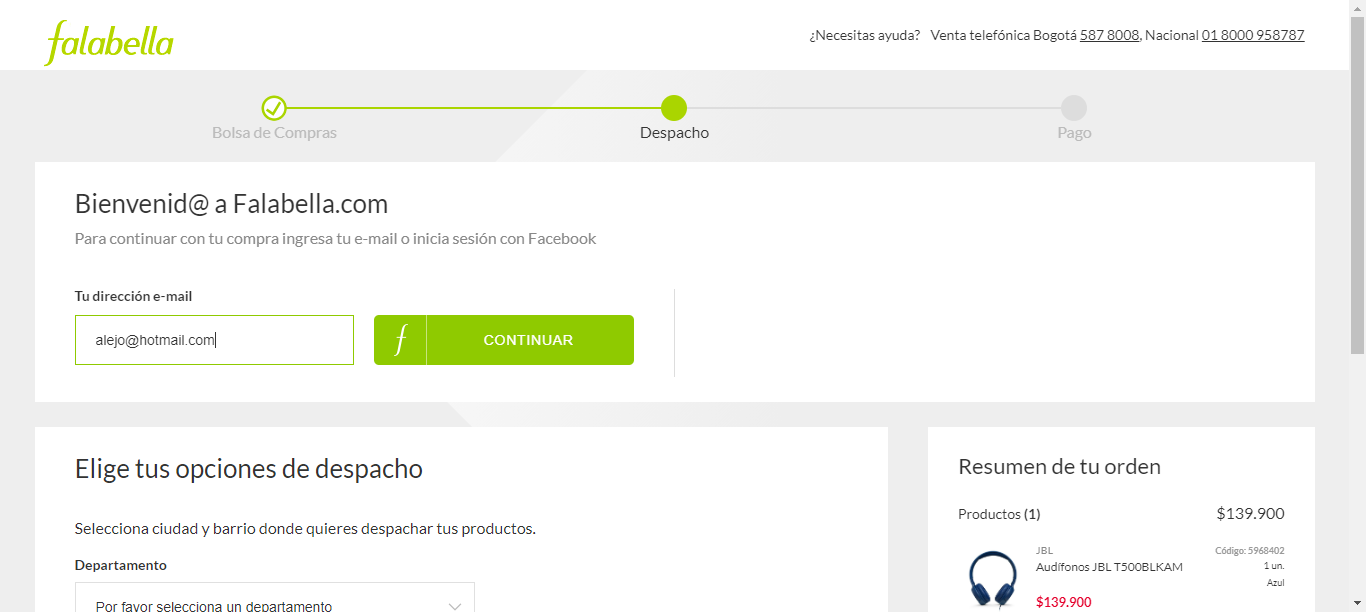 falabella
¿Necesitas ayuda? Venta telefónica Bogotá 587 8008, Nacional 01 8000 958787
Bolsa de Compras
Despacho
Pago
Bienvenid@ a Falabella.com
Para continuar con tu compra ingresa tu e-mail o inicia sesión con Facebook
Tu dirección e-mail
alejo@hotmail.com
f CONTINUAR
Elige tus opciones de despacho
Selecciona ciudad y barrio donde quieres despachar tus productos.
Departamento
Por favor selecciona un departamento
Resumen de tu orden
Productos (1) $139.900
JBL Código: 5968402
Audífonos JBL T500BLKAM 1 un.
Azul
$139.900